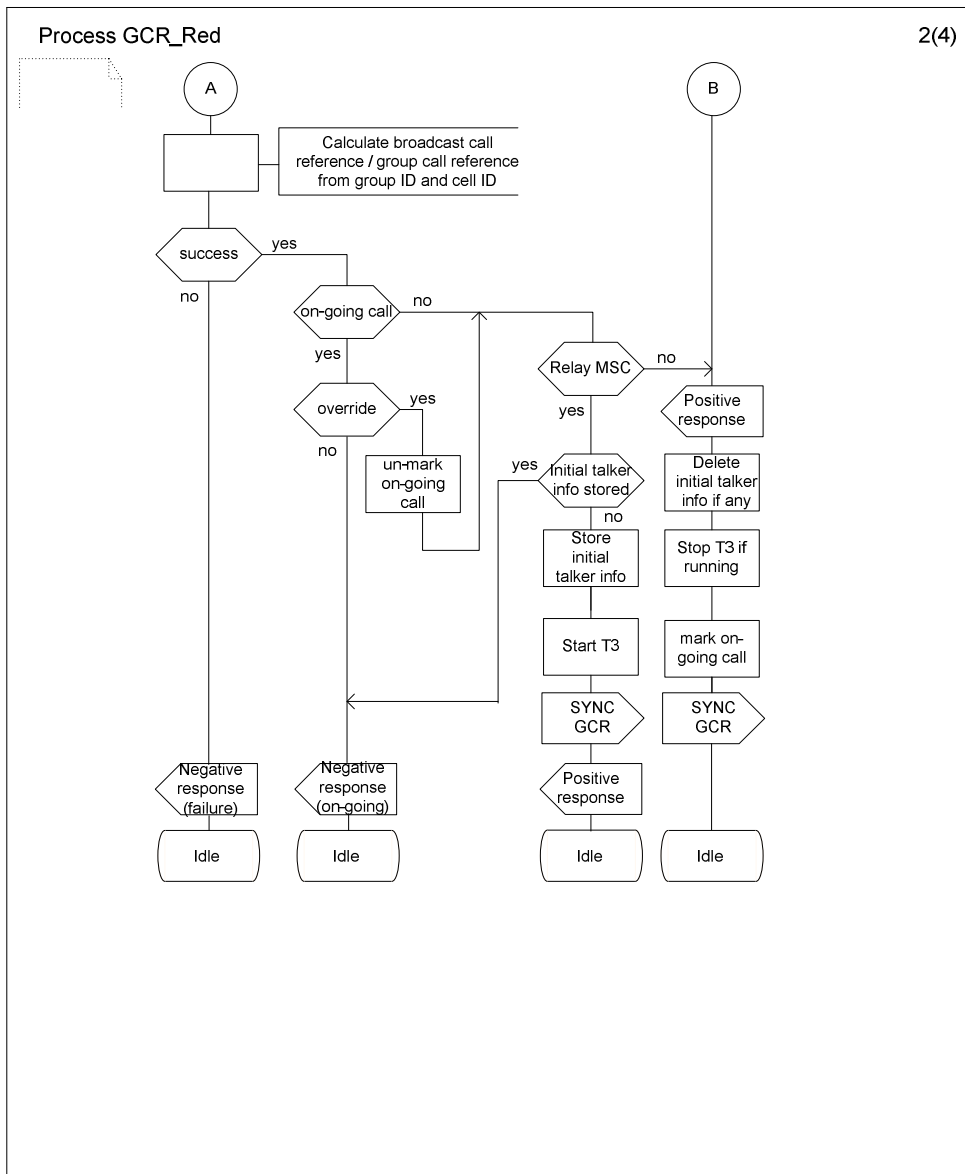 Process GCR_Red
2(4)
A
B
Calculate broadcast call
reference / group call reference
from group ID and cell ID
success
yes
no
on-going call
no
yes
Relay MSC
no
yes
override
yes
no
Positive
response
un-mark
on-going
call
yes
Initial talker
info stored
no
Delete
initial talker
info if any
Store
initial
talker info
Stop T3 if
running
Start T3
mark on-
going call
SYNC
GCR
SYNC
GCR
Negative
response
(failure)
Negative
response
(on-going)
Positive
response
Idle
Idle
Idle
Idle